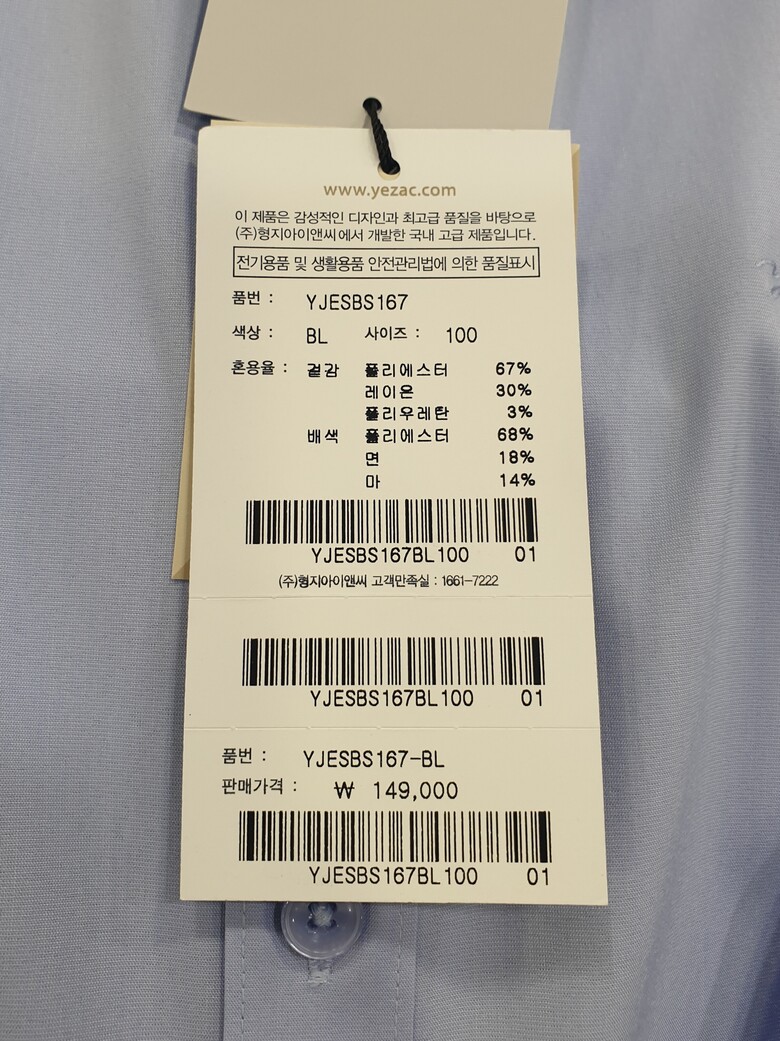 www.yezac.com
이 제품은 감성적인 디자인과 최고급 품질을 바탕으로
(주)형지아이앤씨에서 개발한 국내 고급 제품입니다.
전기용품 및 생활용품 안전관리법에 의한 품질표시
품번 : YJESBS167
색상 : BL 사이즈 : 100
혼용율 : 겉감 폴리에스터 67%
레이온 30%
폴리우레탄 3%
배색 폴리에스터 68%
면 18%
마 14%
YJESBS167BL100 01
(주)형지아이앤씨 고객만족실 : 1661-7222
YJESBS167BL100 01
품번 : YJESBS167-BL
판매가격 : ₩ 149,000
YJESBS167BL100 01